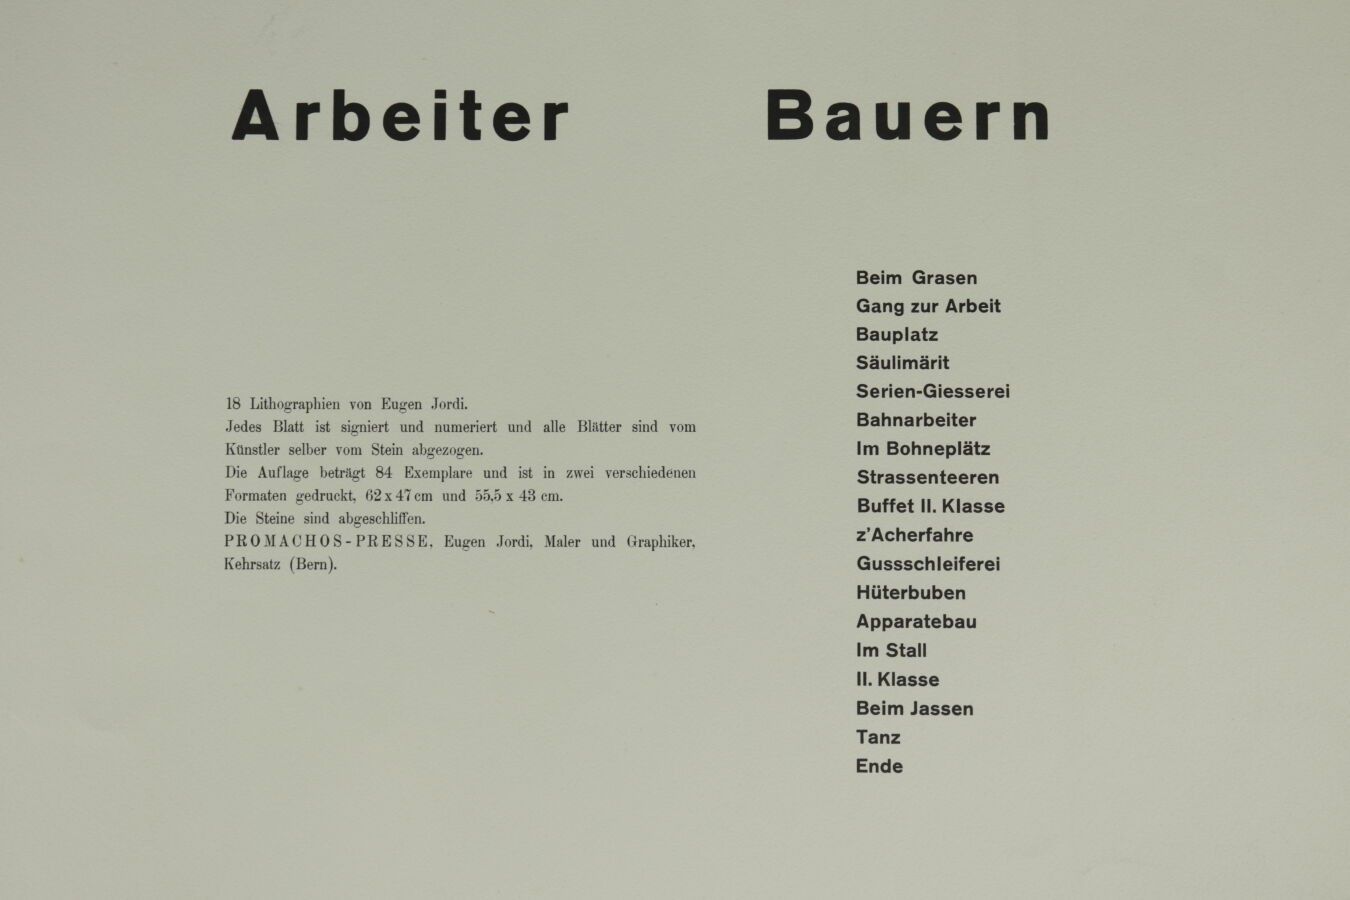 Arbeiter Bauern
18 Lithographien von Eugen Jordi.
Jedes Blatt ist signiert und numeriert und alle Blätter sind vom
Künstler selber vom Stein abgezogen.
Die Auflage beträgt 84 Exemplare und ist in zwei verschiedenen
Formaten gedruckt, 62 x 47 cm und 55,5 x 43 cm.
Die Steine sind abgeschliffen.
PROMACHOS-PRESSE, Eugen Jordi, Maler und Graphiker,
Kehrsatz (Bern).
Beim Grasen
Gang zur Arbeit
Bauplatz
Säulimärit
Serien-Giesserei
Bahnarbeiter
Im Bohneplätz
Strassenteeren
Buffet II. Klasse
z'Acherfahre
Gussschleiferei
Hüterbuben
Apparatebau
Im Stall
II. Klasse
Beim Jassen
Tanz
Ende